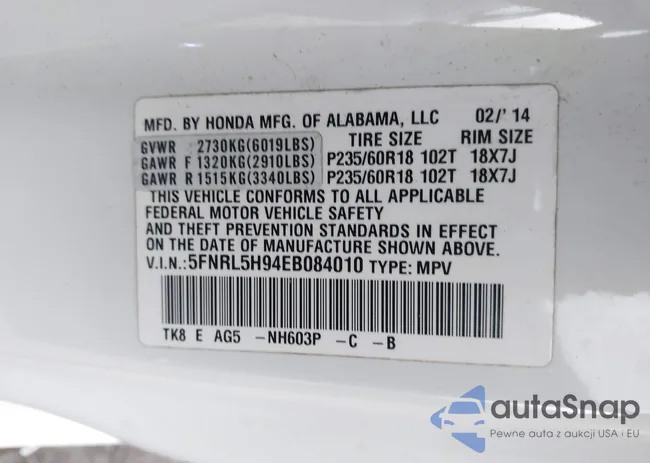 MFD. BY HONDA MFG. OF ALABAMA, LLC 02/'14
GVWR 2730KG(6019LBS) TIRE SIZE RIM SIZE
GAWR F 1320KG(2910LBS) P235/60R18 102T 18X7J
GAWR R 1515KG(3340LBS) P235/60R18 102T 18X7J
THIS VEHICLE CONFORMS TO ALL APPLICABLE
FEDERAL MOTOR VEHICLE SAFETY
AND THEFT PREVENTION STANDARDS IN EFFECT
ON THE DATE OF MANUFACTURE SHOWN ABOVE.
V.I.N.:5FNRL5H94EB084010 TYPE: MPV
TK8 E AG5 -NH603P -C -B
autoSnap
Pewne auta z aukcji USA i EU